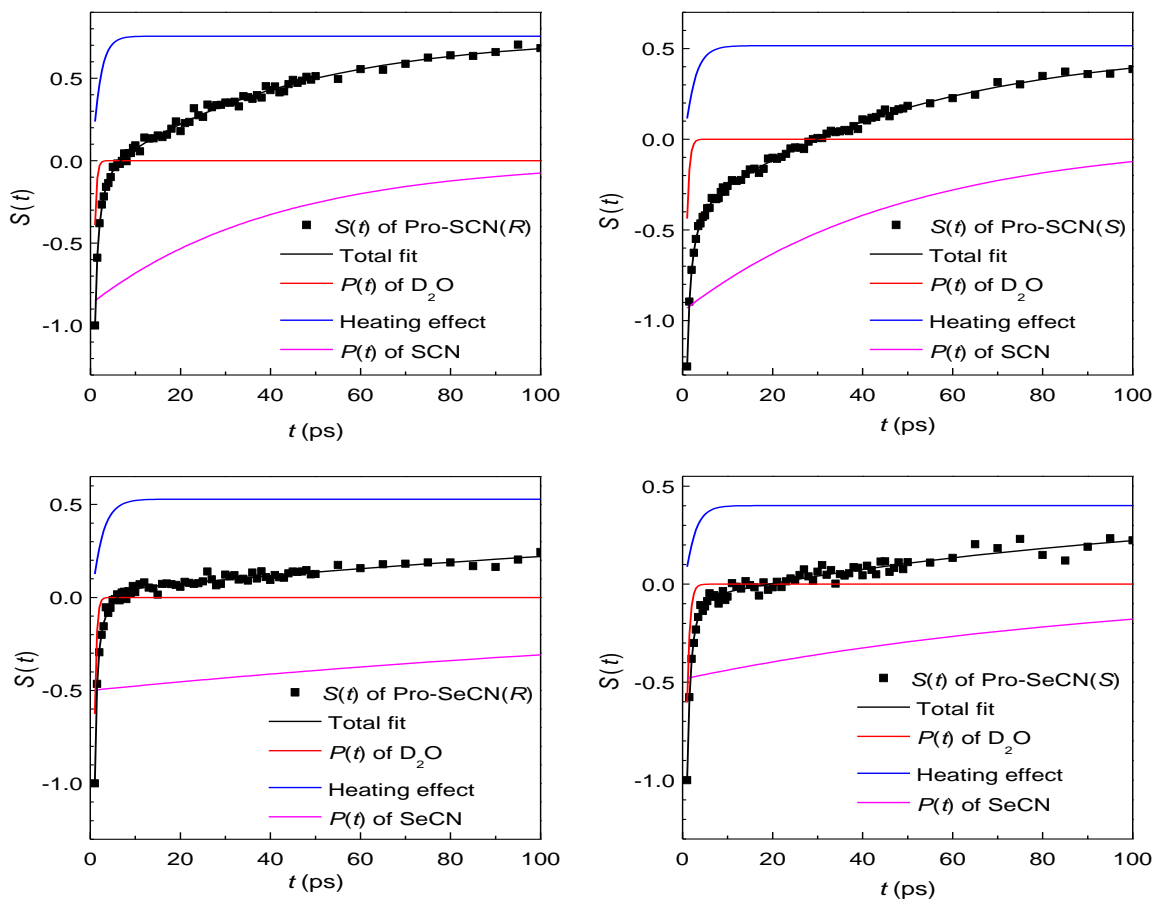 0.5
0.0
-0.5
-1.0
S(t)
S(t) of Pro-SCN(R)
Total fit
P(t) of D₂O
Heating effect
P(t) of SCN
0 20 40 60 80 100
t (ps)
0.5
0.0
-0.5
-1.0
S(t)
S(t) of Pro-SCN(S)
Total fit
P(t) of D₂O
Heating effect
P(t) of SCN
0 20 40 60 80 100
t (ps)
0.5
0.0
-0.5
-1.0
S(t)
S(t) of Pro-SeCN(R)
Total fit
P(t) of D₂O
Heating effect
P(t) of SeCN
0 20 40 60 80 100
t (ps)
0.5
0.0
-0.5
-1.0
S(t)
S(t) of Pro-SeCN(S)
Total fit
P(t) of D₂O
Heating effect
P(t) of SeCN
0 20 40 60 80 100
t (ps)